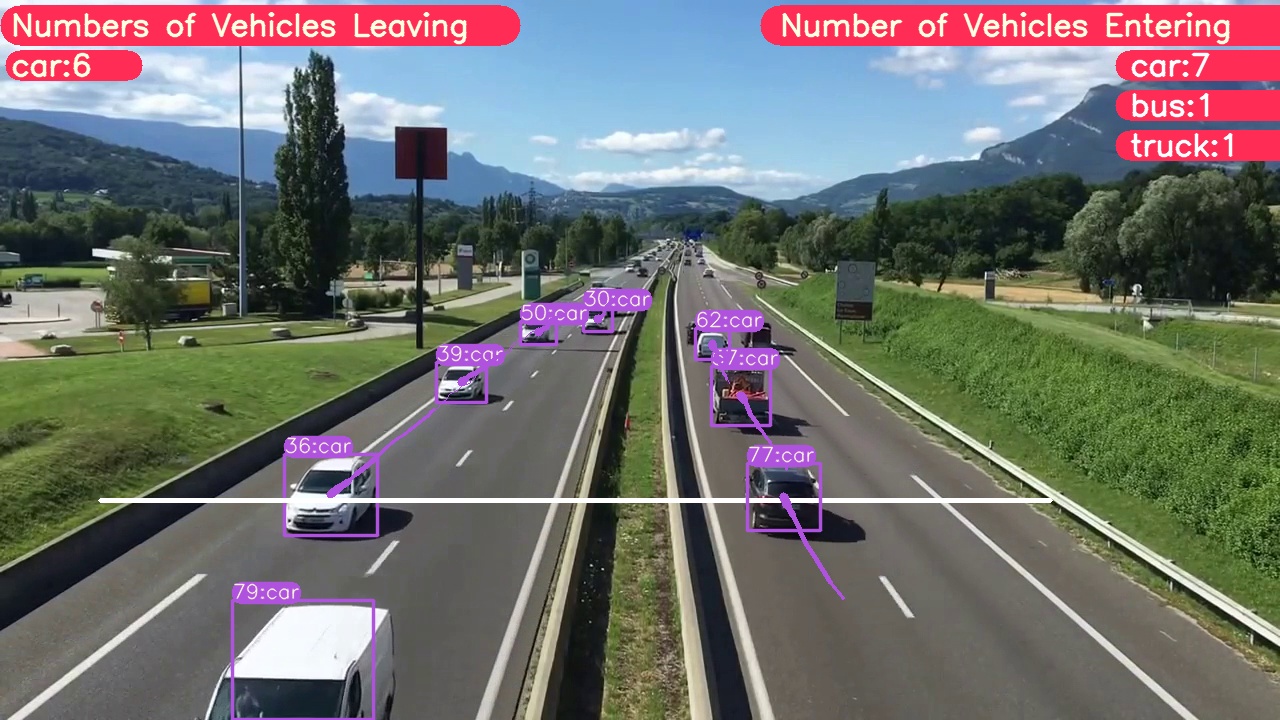 Numbers of Vehicles Leaving
Number of Vehicles Entering
car:6
car:7
bus:1
truck:1
30:car
50:car
62:car
39:car
:car
36:car
77:car
79:car